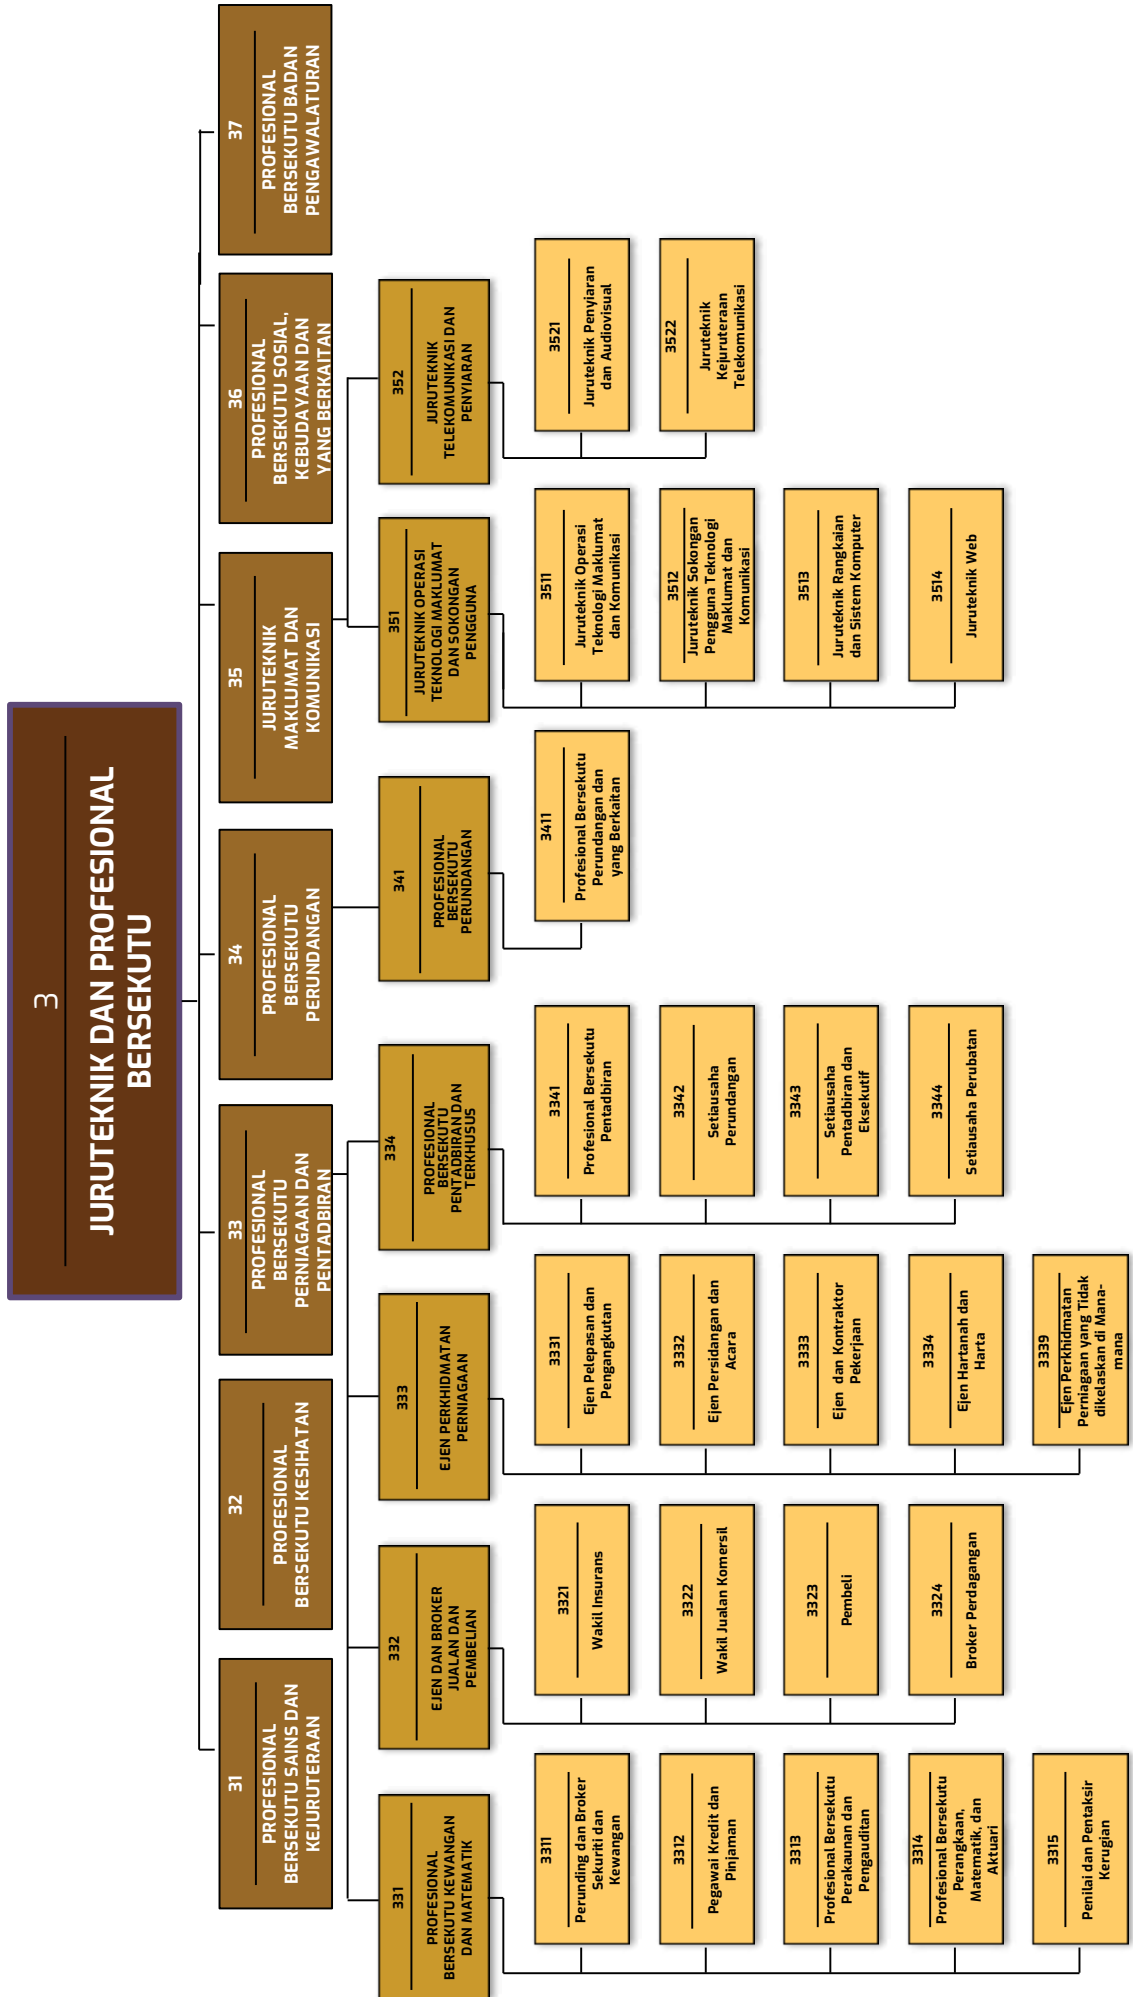 3
JURUTEKNIK DAN PROFESIONAL
BERSEKUTU
31
PROFESIONAL
BERSEKUTU SAINS DAN
KEJURUTERAAN
32
PROFESIONAL
BERSEKUTU KESIHATAN
33
PROFESIONAL
BERSEKUTU
PERNIAGAAN DAN
PENTADBIRAN
34
PROFESIONAL
BERSEKUTU
PERUNDANGAN
35
JURUTEKNIK
MAKLUMAT DAN
KOMUNIKASI
36
PROFESIONAL
BERSEKUTU SOSIAL,
KEBUDAYAAN DAN
YANG BERKAITAN
37
PROFESIONAL
BERSEKUTU BADAN
PENGAWALATURAN
331
PROFESIONAL
BERSEKUTU KEWANGAN
DAN MATEMATIK
332
EJEN DAN BROKER
JUALAN DAN
PEMBELIAN
333
EJEN PERKHIDMATAN
PERNIAGAAN
334
PROFESIONAL
BERSEKUTU
PENTADBIRAN DAN
TERKHUSUS
341
PROFESIONAL
BERSEKUTU
PERUNDANGAN
351
JURUTEKNIK OPERASI
TEKNOLOGI MAKLUMAT
DAN SOKONGAN
PENGGUNA
352
JURUTEKNIK
TELEKOMUNIKASI DAN
PENYIARAN
3311
Perunding dan Broker
Sekuriti dan
Kewangan
3312
Pegawai Kredit dan
Pinjaman
3313
Profesional Bersekutu
Perakaunan dan
Pengauditan
3314
Profesional Bersekutu
Perangkaan,
Matematik, dan
Aktuari
3315
Penilai dan Pentaksir
Kerugian
3321
Wakil Insurans
3322
Wakil Jualan Komersil
3323
Pembeli
3324
Broker Perdagangan
3331
Ejen Pelepasan dan
Pengangkutan
3332
Ejen Persidangan dan
Acara
3333
Ejen dan Kontraktor
Pekerjaan
3334
Ejen Hartanah dan
Harta
3339
Ejen Perkhidmatan
Perniagaan yang Tidak
dikelaskan di Mana-
mana
3341
Profesional Bersekutu
Pentadbiran
3342
Setiausaha
Perundangan
3343
Setiausaha
Pentadbiran dan
Eksekutif
3344
Setiausaha Perubatan
3411
Profesional Bersekutu
Perundangan dan
yang Berkaitan
3511
Juruteknik Operasi
Teknologi Maklumat
dan Komunikasi
3512
Juruteknik Sokongan
Pengguna Teknologi
Maklumat dan
Komunikasi
3513
Juruteknik Rangkaian
dan Sistem Komputer
3514
Juruteknik Web
3521
Juruteknik Penyiaran
dan Audiovisual
3522
Juruteknik
Kejuruteraan
Telekomunikasi